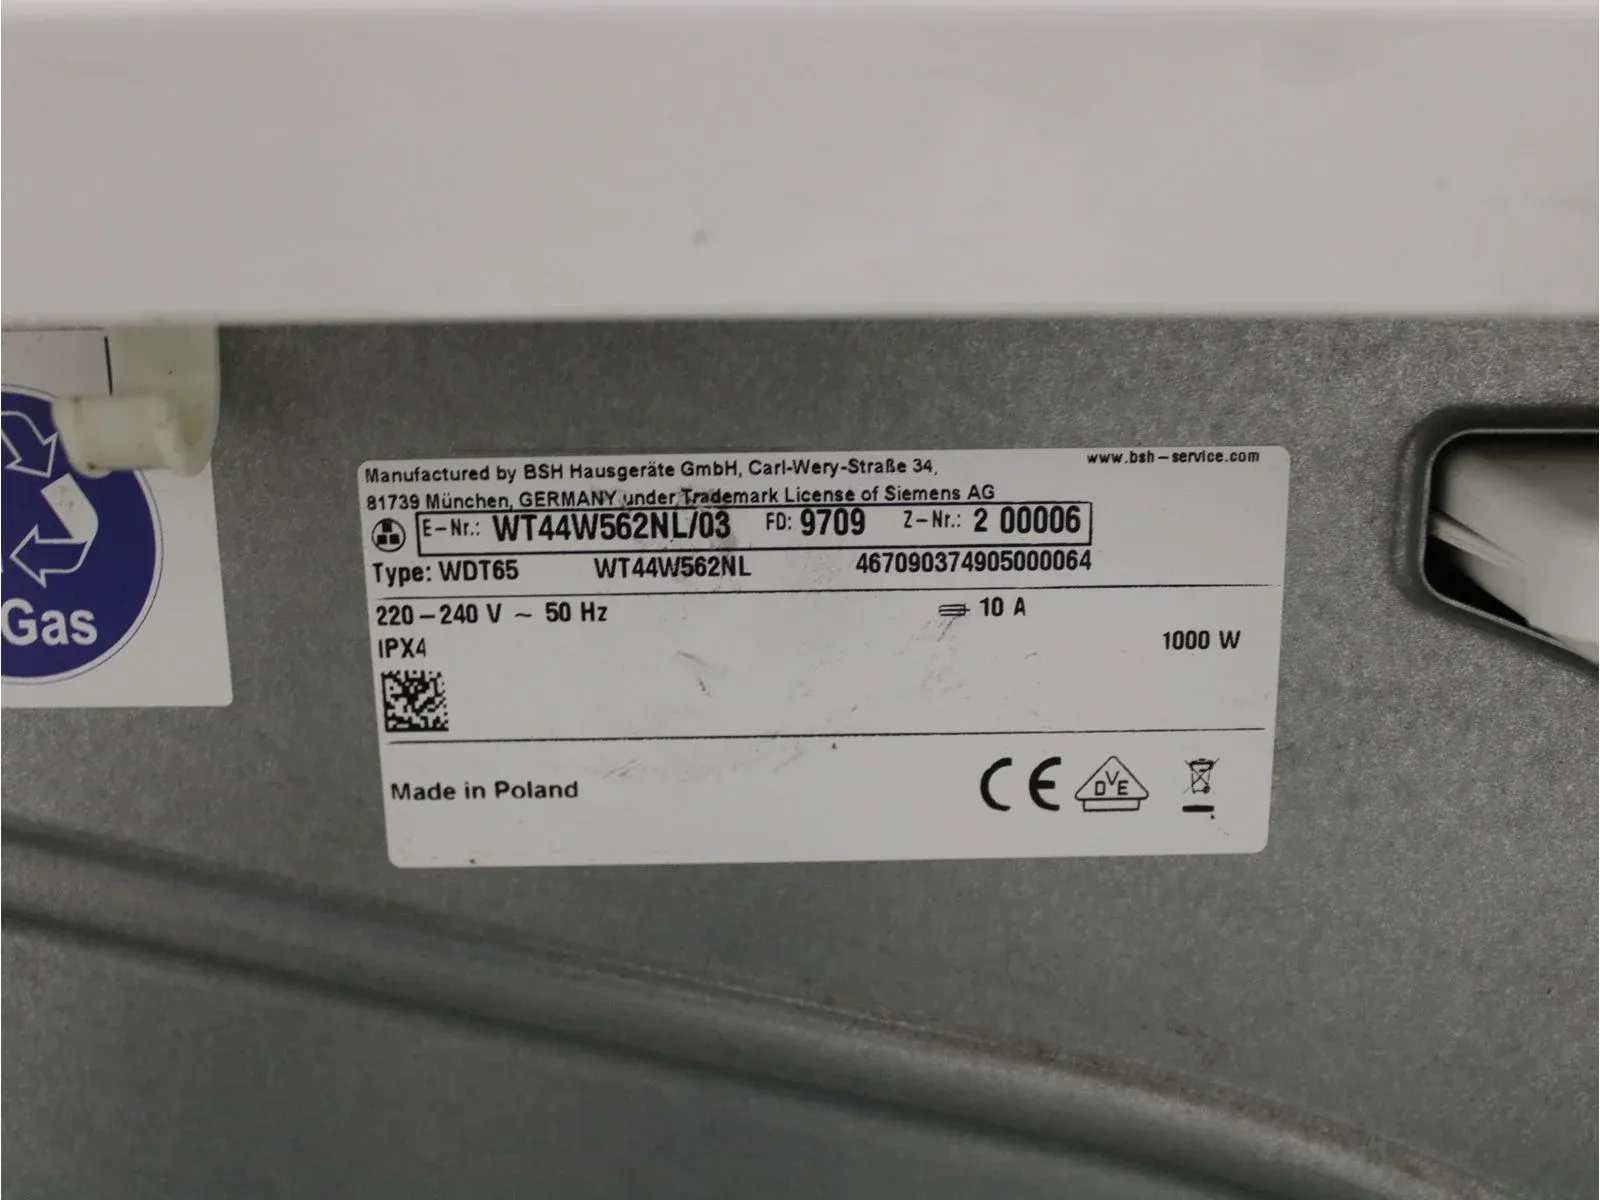 Manufactured by BSH Hausgeräte GmbH, Carl-Wery-Straße 34,
www.bsh-service.com
81739 München, GERMANY under Trademark License of Siemens AG
E-Nr.: WT44W562NL/03 FD: 9709 Z-Nr.: 2 00006
Type: WDT65 WT44W562NL 467090374905000064
220-240 V ~ 50 Hz 10 A
IPX4 1000 W
Made in Poland CE DVE
Gas